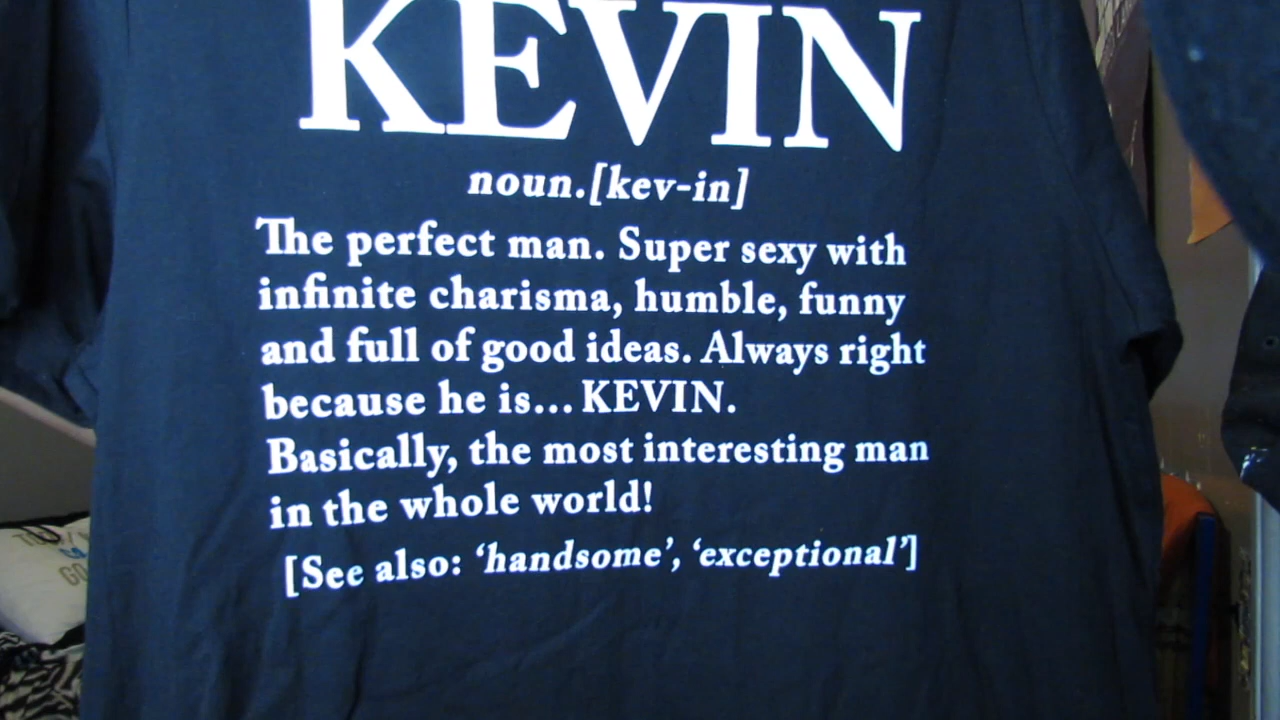 KEVIN
noun.[kev-in]
The perfect man. Super sexy with
infinite charisma, humble, funny
and full of good ideas. Always right
because he is... KEVIN.
Basically, the most interesting man
in the whole world!
[See also: ‘handsome’, ‘exceptional’]